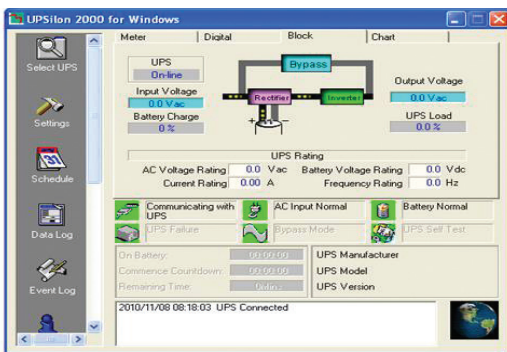 UPSilon 2000 for Windows
Meter Digital Block Chart
Select UPS
Settings
Schedule
Data Log
Event Log
UPS
On-line
Input Voltage
0.0 Vac
Battery Charge
0 %
Bypass
Rectifier
Inverter
+ -
Output Voltage
0.0 Vac
UPS Load
0.0 %
UPS Rating
AC Voltage Rating 0.0 Vac Battery Voltage Rating 0.0 Vdc
Current Rating 0.00 A Frequency Rating 0.0 Hz
Communicating with UPS
AC Input Normal
Battery Normal
UPS Failure
Bypass Mode
UPS Self Test
On Battery: 00:00:00
Commence Countdown: 00:00:00
Remaining Time:
UPS Manufacturer
UPS Model
UPS Version
2010/11/08 08:18:03 UPS Connected